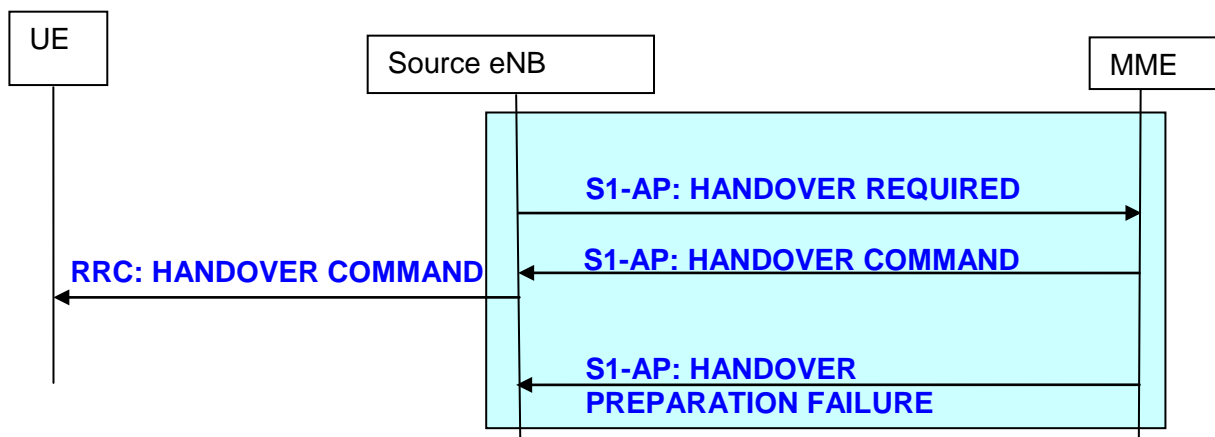 UE
Source eNB
MME
S1-AP: HANDOVER REQUIRED
S1-AP: HANDOVER COMMAND
RRC: HANDOVER COMMAND
S1-AP: HANDOVER
PREPARATION FAILURE